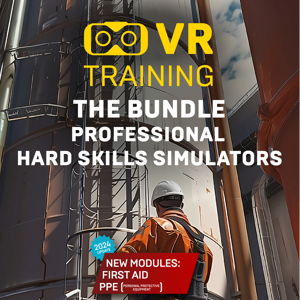 VR
TRAINING
THE BUNDLE
PROFESSIONAL
HARD SKILLS SIMULATORS
2024
UPDATE
NEW MODULES:
FIRST AID
PPE (PERSONAL PROTECTIVE
EQUIPMENT)